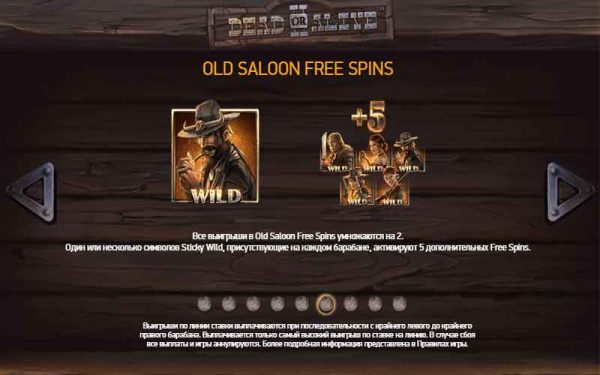 DEAD OR ALIVE
OLD SALOON FREE SPINS
+5
WILD
WILD WILD WILD
WILD WILD
Все выигрыши в Old Saloon Free Spins умножаются на 2.
Один или несколько символов Sticky Wild, присутствующие на каждом барабане, активируют 5 дополнительных Free Spins.
Выигрыши по линии ставки выплачиваются при последовательности с крайнего левого до крайнего
правого барабана. Выплачивается только самый высокий выигрыш по ставке на линию. В случае сбоя
все выплаты и игры аннулируются. Более подробная информация представлена в Правилах игры.